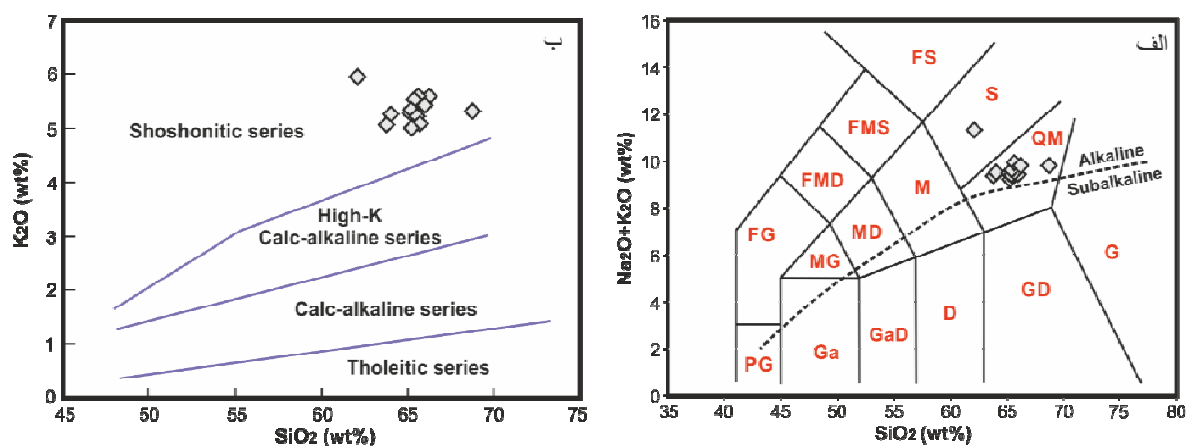 7
6
5
4
3
2
1
0
K2O (wt%)
ب
Shoshonitic series
High-K
Calc-alkaline series
Calc-alkaline series
Tholeitic series
45 50 55 60 65 70 75
SiO2 (wt%)
16
14
12
10
8
6
4
2
0
Na2O+K2O (wt%)
الف
FS
S
FMS
QM
Alkaline
Subalkaline
FMD
M
FG
MD
MG
G
GD
D
GaD
Ga
PG
35 40 45 50 55 60 65 70 75 80
SiO2 (wt%)